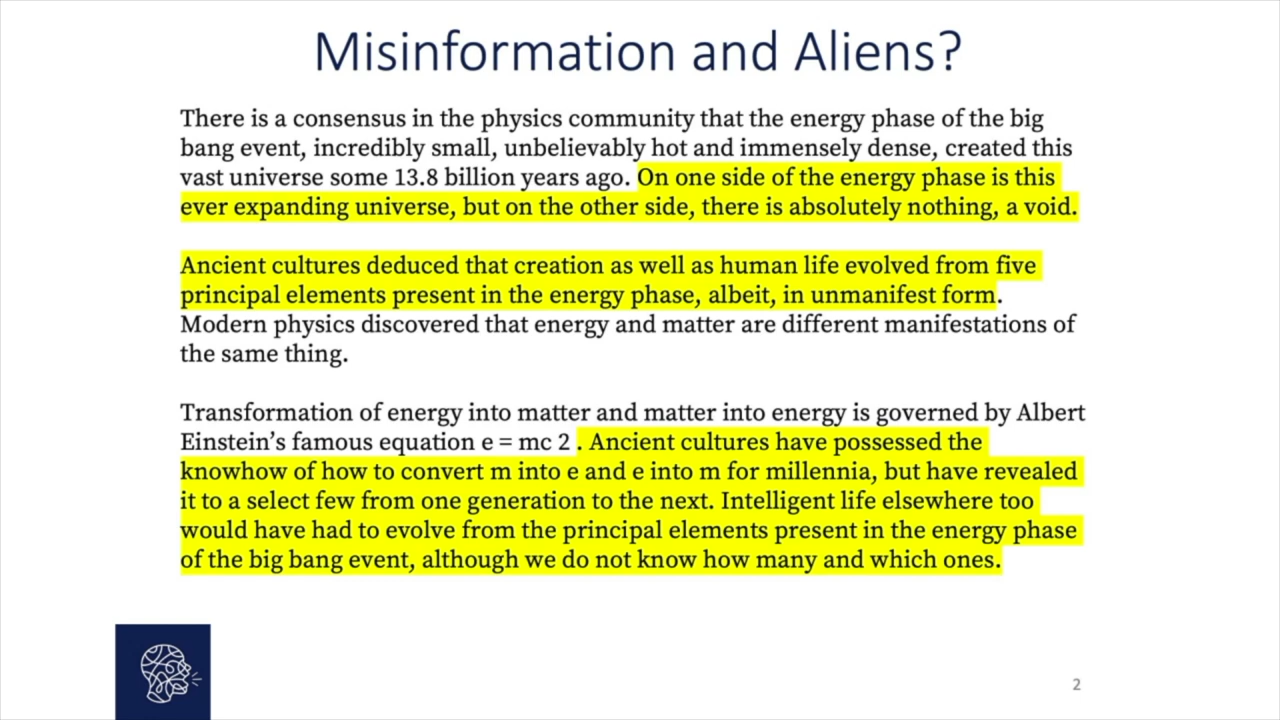 Misinformation and Aliens?
There is a consensus in the physics community that the energy phase of the big
bang event, incredibly small, unbelievably hot and immensely dense, created this
vast universe some 13.8 billion years ago. On one side of the energy phase is this
ever expanding universe, but on the other side, there is absolutely nothing, a void.
Ancient cultures deduced that creation as well as human life evolved from five
principal elements present in the energy phase, albeit, in unmanifest form.
Modern physics discovered that energy and matter are different manifestations of
the same thing.
Transformation of energy into matter and matter into energy is governed by Albert
Einstein’s famous equation e = mc 2 . Ancient cultures have possessed the
knowhow of how to convert m into e and e into m for millennia, but have revealed
it to a select few from one generation to the next. Intelligent life elsewhere too
would have had to evolve from the principal elements present in the energy phase
of the big bang event, although we do not know how many and which ones.
2